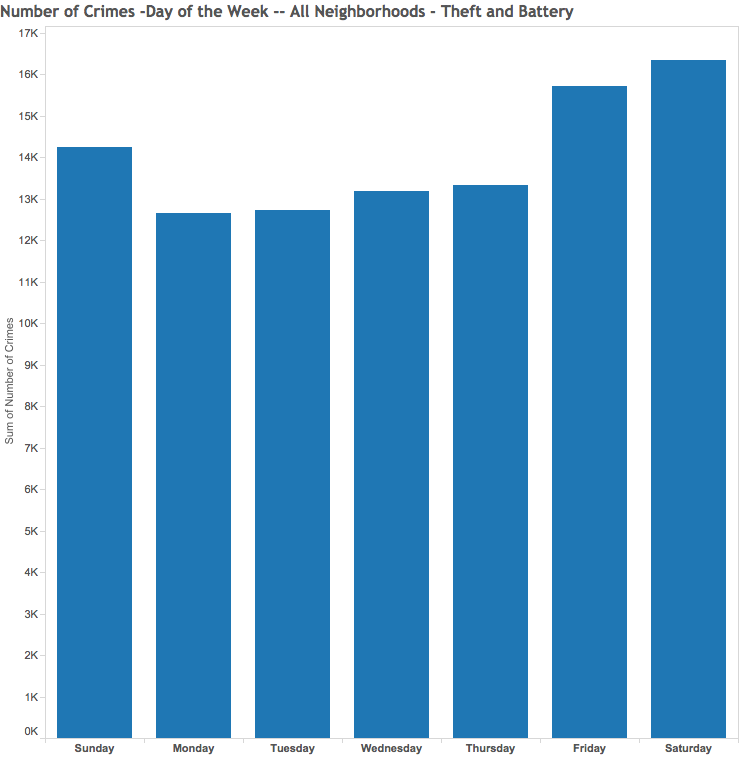 Number of Crimes -Day of the Week -- All Neighborhoods - Theft and Battery
17K
16K
15K
14K
13K
12K
11K
10K
9K
8K
7K
6K
5K
4K
3K
2K
1K
0K
Sum of Number of Crimes
Sunday Monday Tuesday Wednesday Thursday Friday Saturday